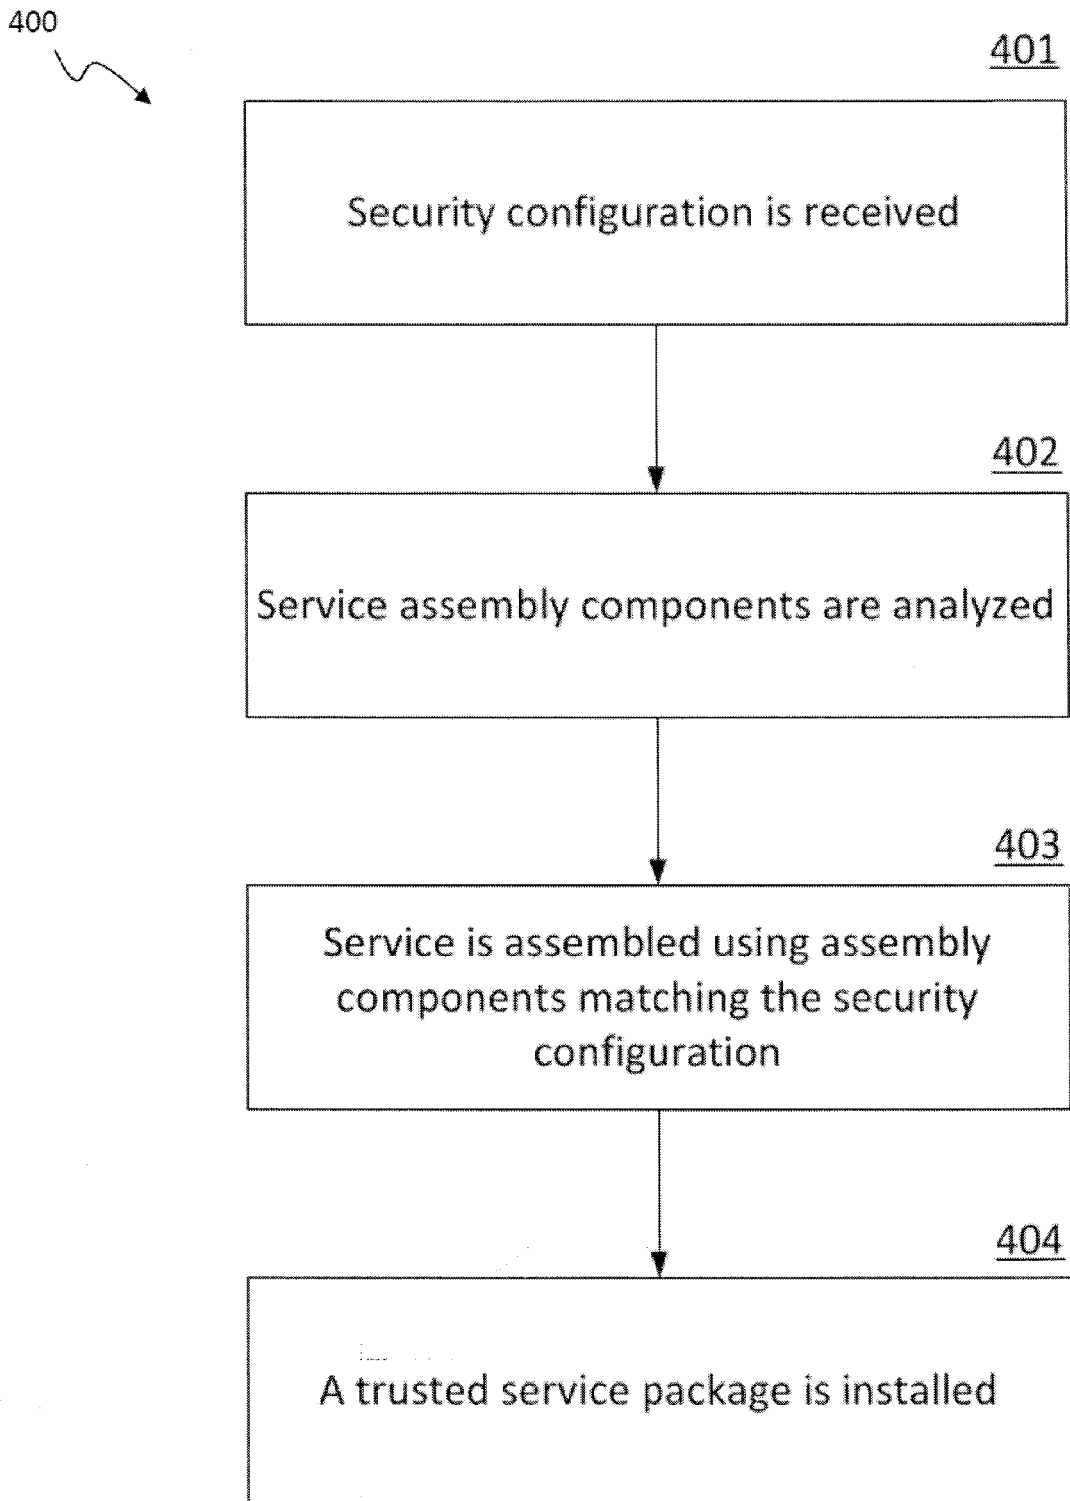 400
401
Security configuration is received
402
Service assembly components are analyzed
403
Service is assembled using assembly
components matching the security
configuration
404
A trusted service package is installed